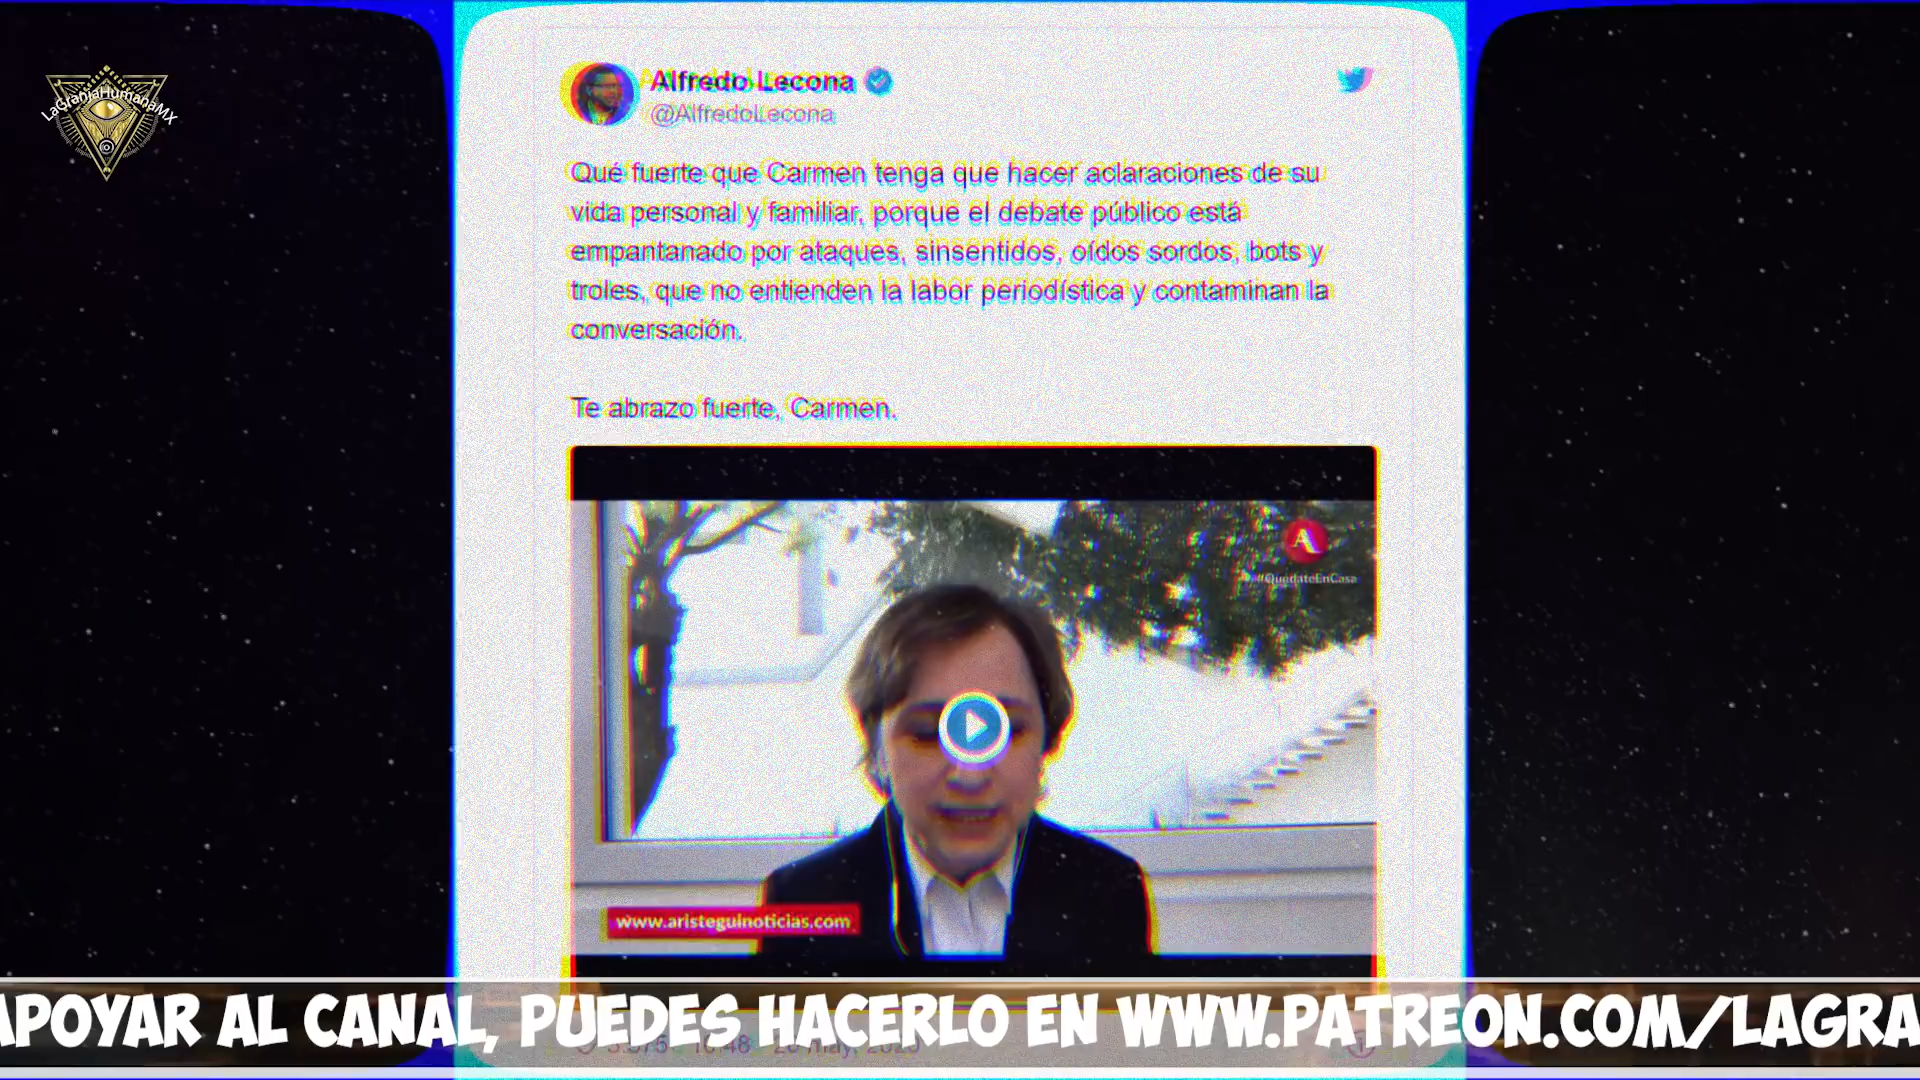 LaGranjaHumanaMX
Alfredo Lecona
@AlfredoLecona
Qué fuerte que Carmen tenga que hacer aclaraciones de su
vida personal y familiar, porque el debate público está
empantanado por ataques, sinsentidos, oídos sordos, bots y
troles, que no entienden la labor periodística y contaminan la
conversación.
Te abrazo fuerte, Carmen.
A
#QuédateEnCasa
www.aristeguinoticias.com
APOYAR AL CANAL, PUEDES HACERLO EN WWW.PATREON.COM/LAGRA